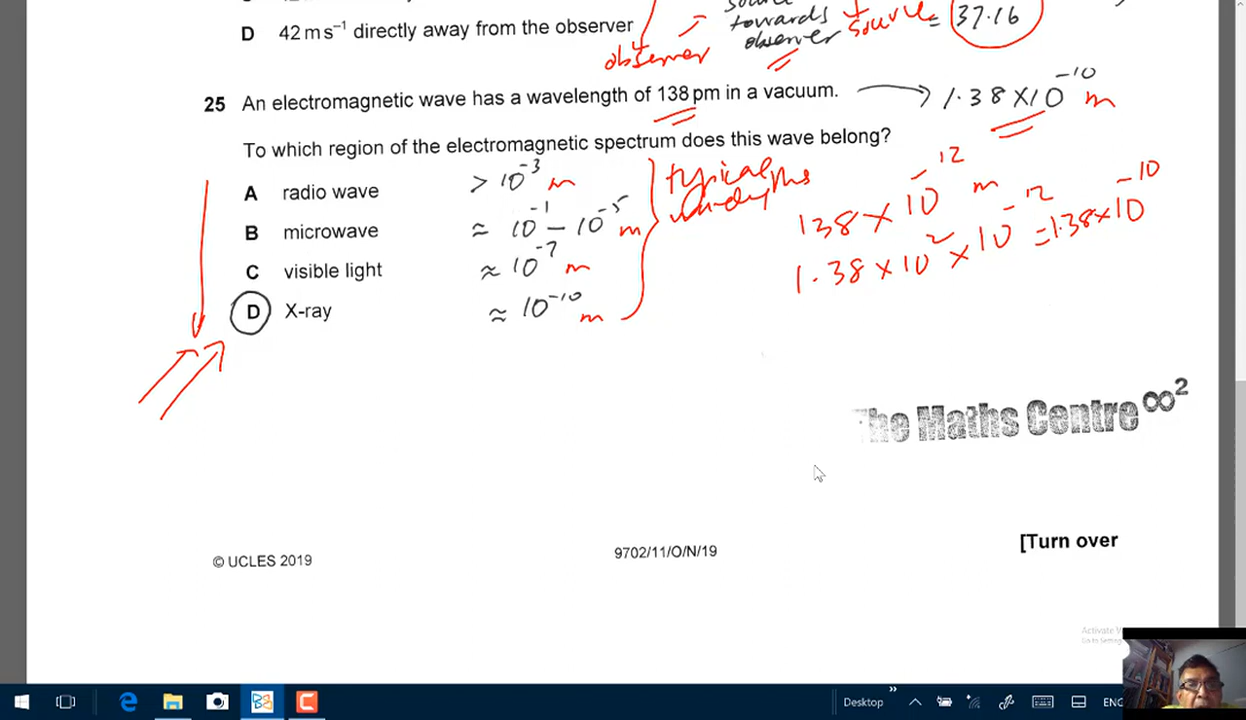 towards
observer
source = 37.16
D 42 m s⁻¹ directly away from the observer
observer
25 An electromagnetic wave has a wavelength of 138 pm in a vacuum.
1.38 × 10⁻¹⁰ m
To which region of the electromagnetic spectrum does this wave belong?
A radio wave > 10⁻³ m
B microwave ≈ 10⁻¹ – 10⁻⁵ m
C visible light ≈ 10⁻⁷ m
D X-ray ≈ 10⁻¹⁰ m
typical
138 × 10⁻¹² m
1.38 × 10² × 10⁻¹² = 1.38 × 10⁻¹⁰
The Maths Centre ∞²
© UCLES 2019
9702/11/O/N/19
[Turn over
Desktop
ENG